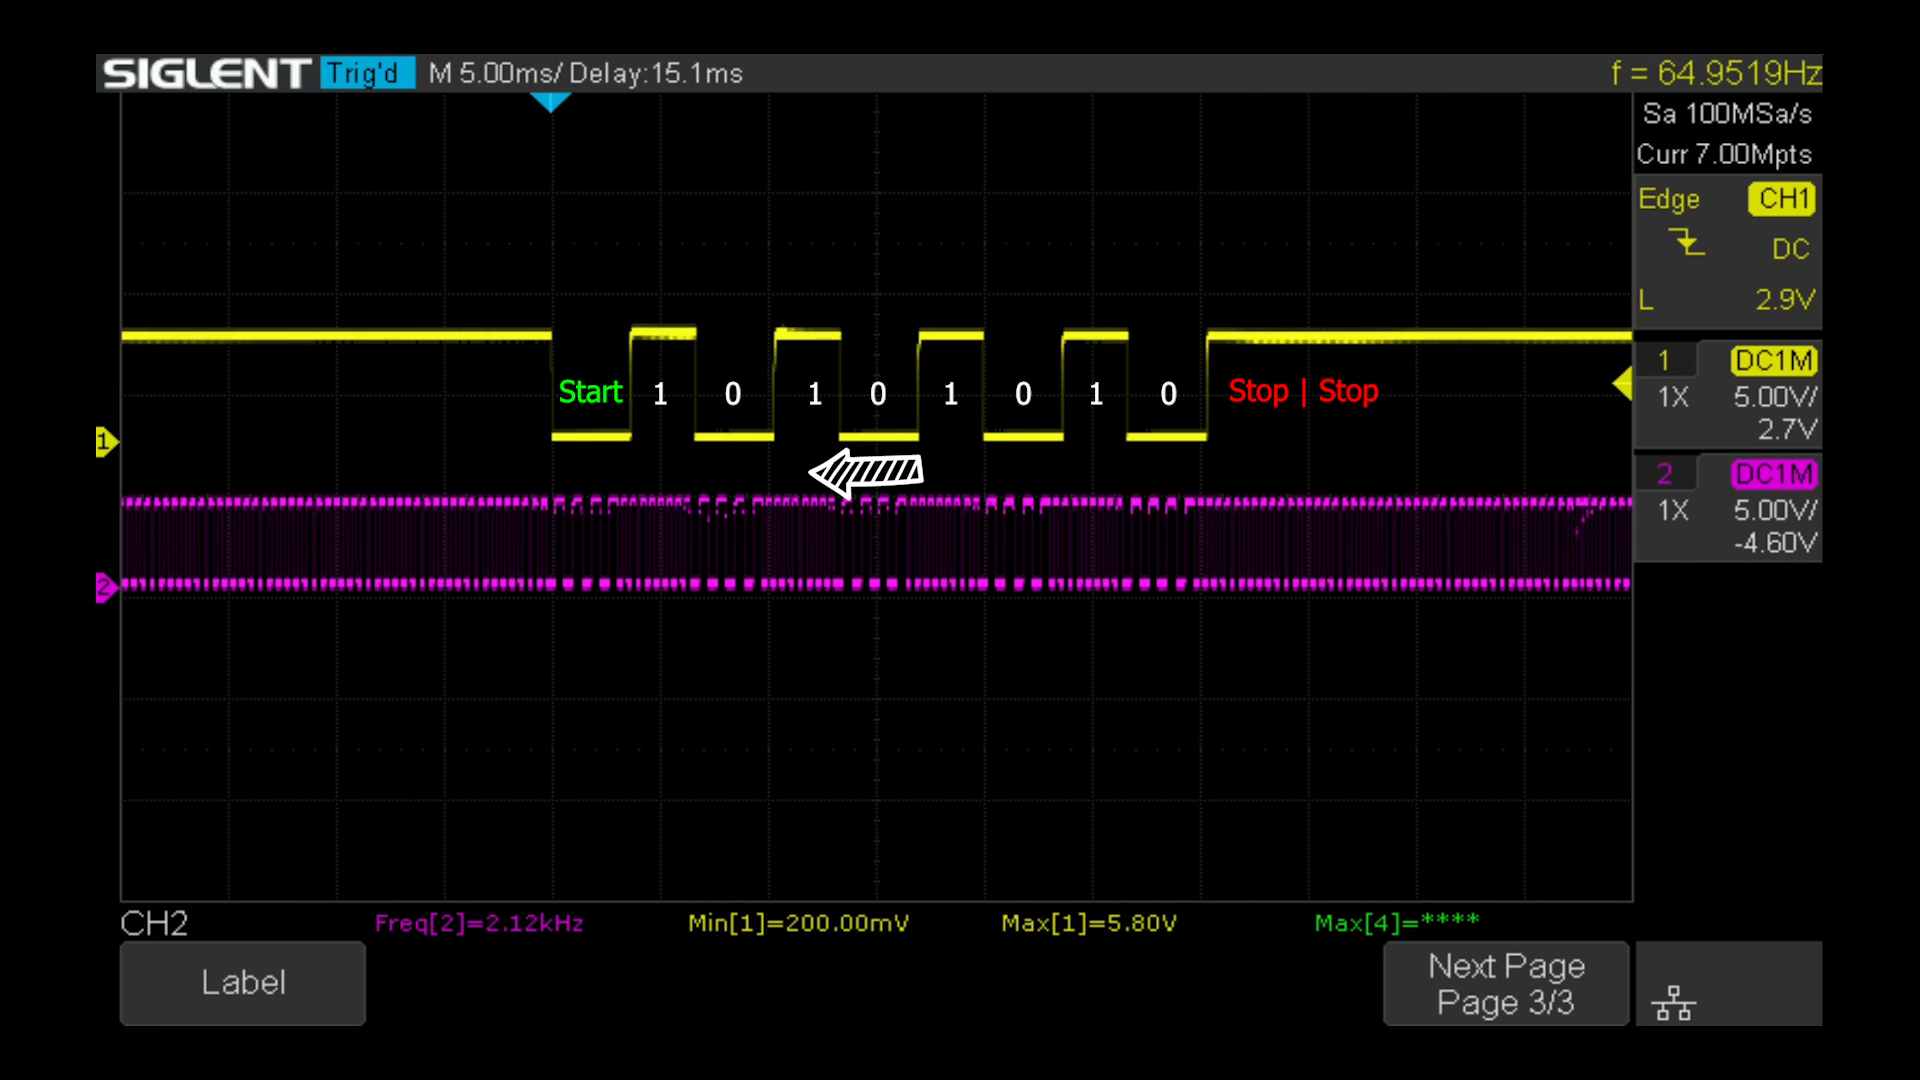 SIGLENT Trig'd M 5.00ms/ Delay:15.1ms f = 64.9519Hz
Sa 100MSa/s
Curr 7.00Mpts
Edge CH1
DC
L 2.9V
1 DC1M
1X 5.00V/
2.7V
2 DC1M
1X 5.00V/
-4.60V
Start 1 0 1 0 1 0 1 0 Stop | Stop
1
2
CH2 Freq[2]=2.12kHz Min[1]=200.00mV Max[1]=5.80V Max[4]=****
Label
Next Page
Page 3/3